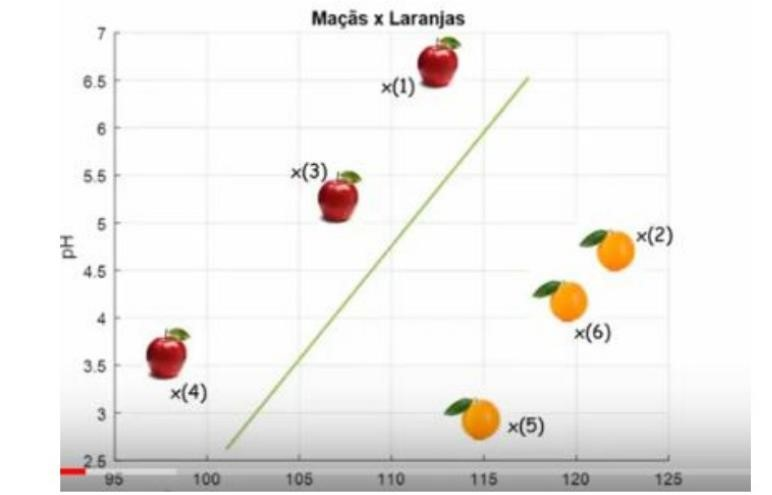 Maçãs x Laranjas
7
6.5
6
5.5
5
4.5
4
3.5
3
2.5
pH
x(1)
x(3)
x(2)
x(6)
x(4)
x(5)
95 100 105 110 115 120 125